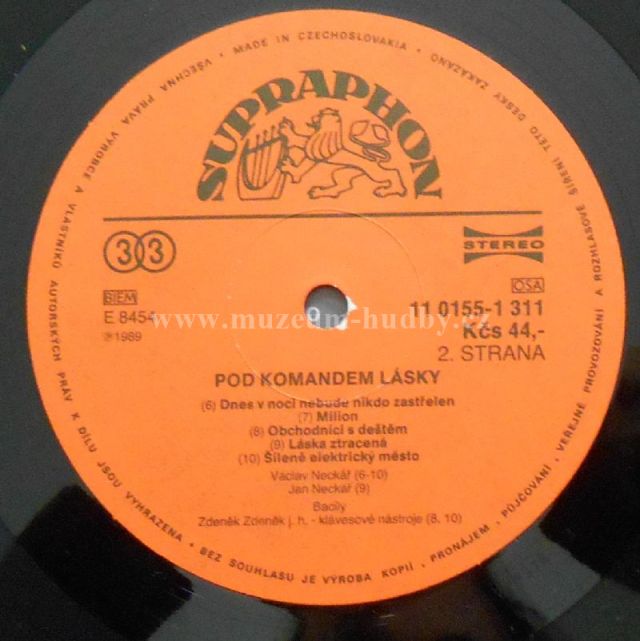 VŠECHNA PRÁVA VÝROBCE A VLASTNÍKŮ AUTORSKÝCH PRÁV K DÍLU JSOU VYHRAZENA • BEZ SOUHLASU JE VÝROBA KOPIÍ • PRONÁJEM • PŮJČOVÁNÍ • VEŘEJNÉ PROVOZOVÁNÍ A ROZHLASOVÉ ŠÍŘENÍ TÉTO DESKY ZAKÁZÁNO • MADE IN CZECHOSLOVAKIA •
SUPRAPHON
33
STEREO
BIEM
OSA
E 8454
11 0155-1 311
℗1989
Kčs 44,-
www.muzeum-hudby.cz
2. STRANA
POD KOMANDEM LÁSKY
(6) Dnes v noci nebude nikdo zastřelen
(7) Milion
(8) Obchodníci s deštěm
(9) Láska ztracená
(10) Šíleně elektrický město
Václav Neckář (6-10)
Jan Neckář (9)
Bacily
Zdeněk Zdeněk j. h. - klávesové nástroje (8, 10)